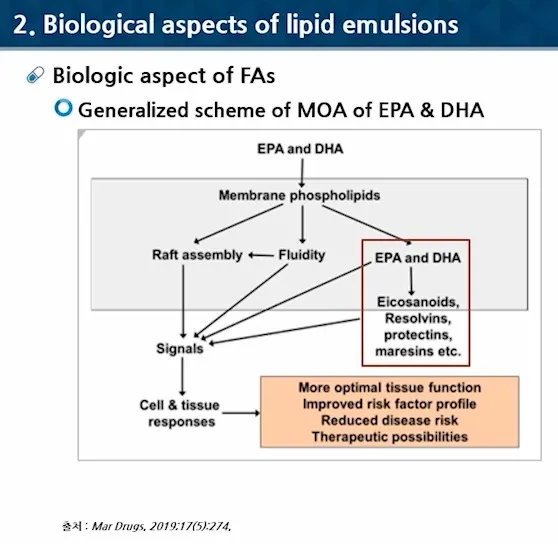 2. Biological aspects of lipid emulsions
Biologic aspect of FAs
Generalized scheme of MOA of EPA & DHA
EPA and DHA
Membrane phospholipids
Raft assembly
Fluidity
EPA and DHA
Eicosanoids,
Resolvins,
protectins,
maresins etc.
Signals
Cell & tissue
responses
More optimal tissue function
Improved risk factor profile
Reduced disease risk
Therapeutic possibilities
출처 : Mar Drugs, 2019;17(5):274,